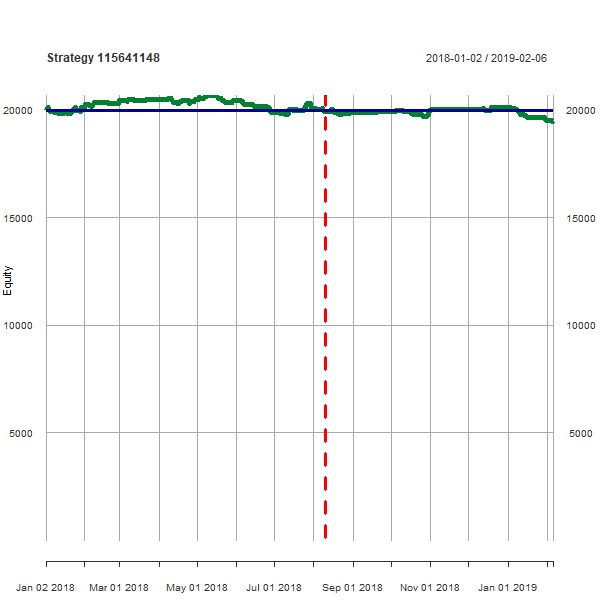 Strategy 115641148
2018-01-02 / 2019-02-06
20000
20000
15000
15000
Equity
10000
10000
5000
5000
Jan 02 2018
Mar 01 2018
May 01 2018
Jul 01 2018
Sep 01 2018
Nov 01 2018
Jan 01 2019